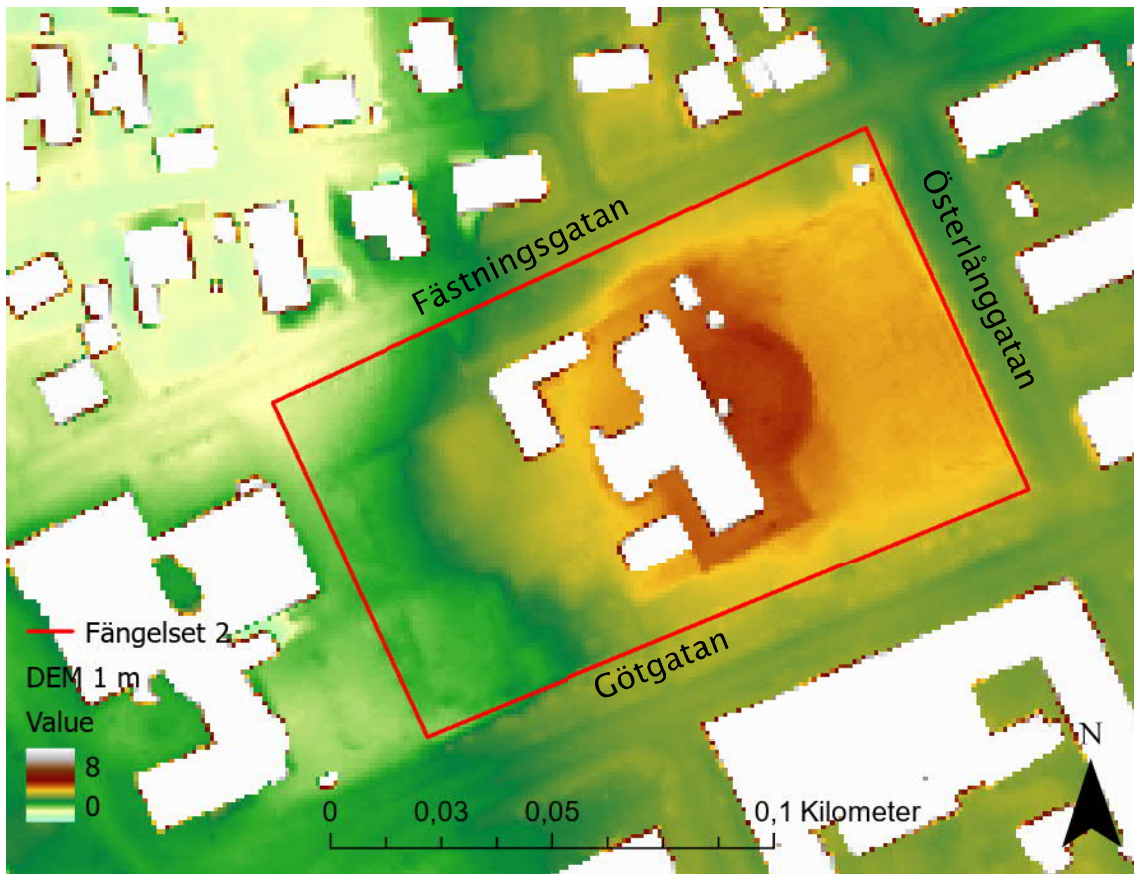 Österlånggatan
Fästningsgatan
Fängelset 2
Götgatan
DEM 1 m
Value
8
0
N
0 0,03 0,05 0,1 Kilometer